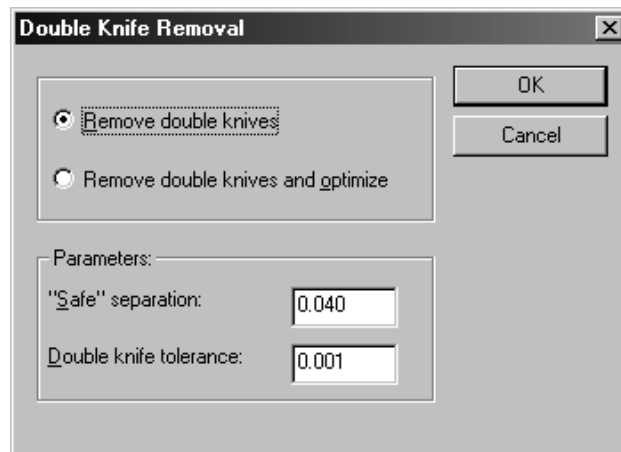 Double Knife Removal
OK
Cancel
Remove double knives
Remove double knives and optimize
Parameters:
"Safe" separation:
0.040
Double knife tolerance:
0.001